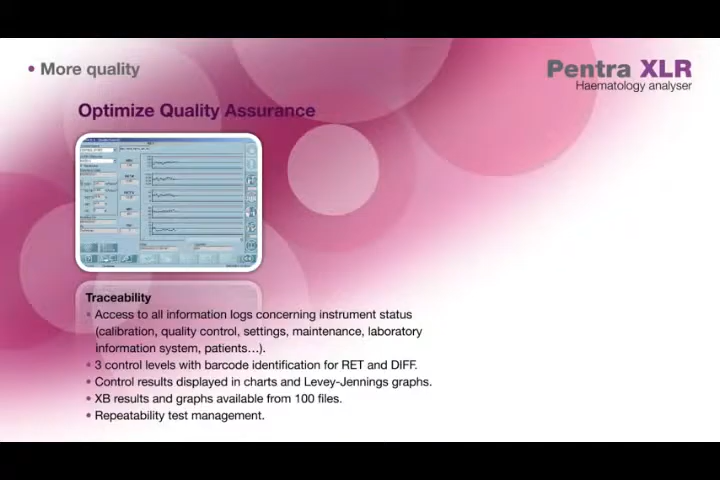 • More quality
Pentra XLR
Haematology analyser
Optimize Quality Assurance
Traceability
• Access to all information logs concerning instrument status
(calibration, quality control, settings, maintenance, laboratory
information system, patients…).
• 3 control levels with barcode identification for RET and DIFF.
• Control results displayed in charts and Levey-Jennings graphs.
• XB results and graphs available from 100 files.
• Repeatability test management.